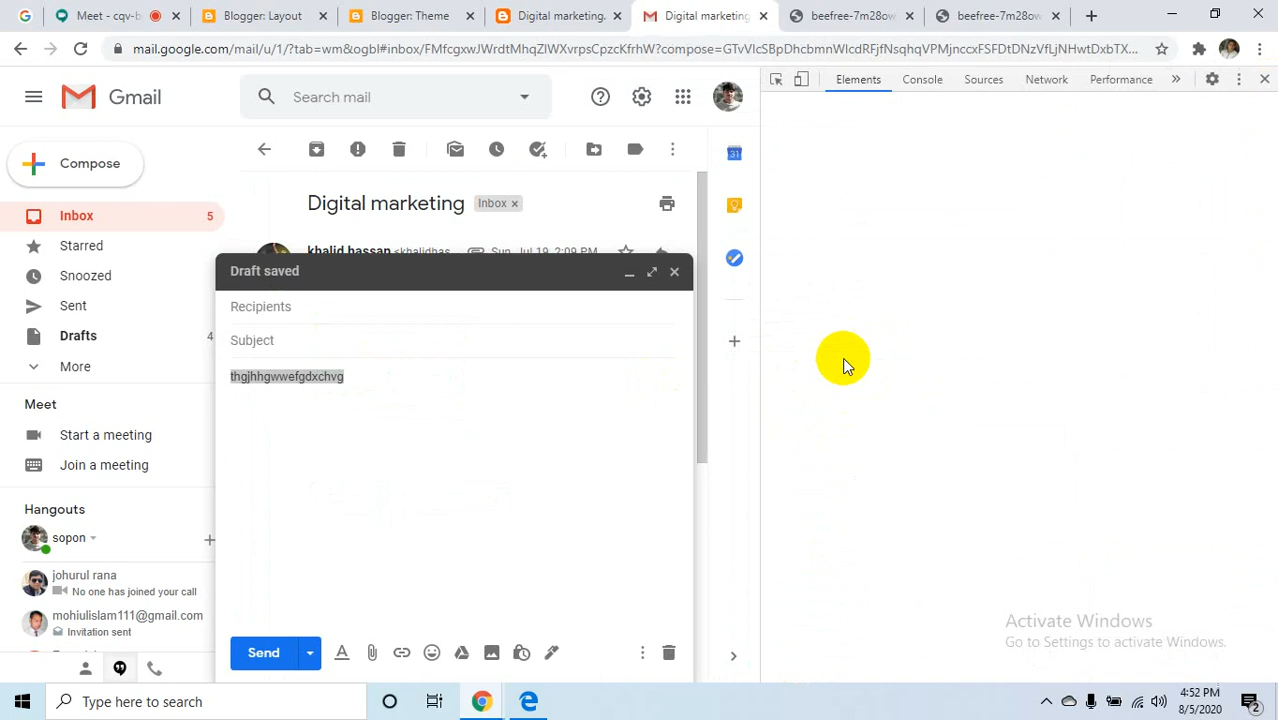 Meet - cqv-b
Blogger: Layout
Blogger: Theme
Digital marketing.
Digital marketing
beefree-7m28ow
beefree-7m28ow
mail.google.com/mail/u/1/?tab=wm&ogbl#inbox/FMfcgxwJWrdtMhqZlWXvrpsCpzcKfrhW?compose=GTvVlcSBpDhcbmnWlcdRFjfNsqhqVPMjnccxFSFDtDNzVfLjNHwtDxbTX...
Elements
Console
Sources
Network
Performance
Gmail
Search mail
Compose
Digital marketing
Inbox
Inbox 5
Starred
Snoozed
Sent
Drafts 4
More
khalid hassan <khalidhas Sun, Jul 19, 2:09 PM
Draft saved
Recipients
Subject
thgjhhgwwefgdxchvg
Send
Meet
Start a meeting
Join a meeting
Hangouts
sopon
johurul rana
No one has joined your call
mohiulislam111@gmail.com
Invitation sent
31
Activate Windows
Go to Settings to activate Windows.
Type here to search
4:52 PM
8/5/2020
2